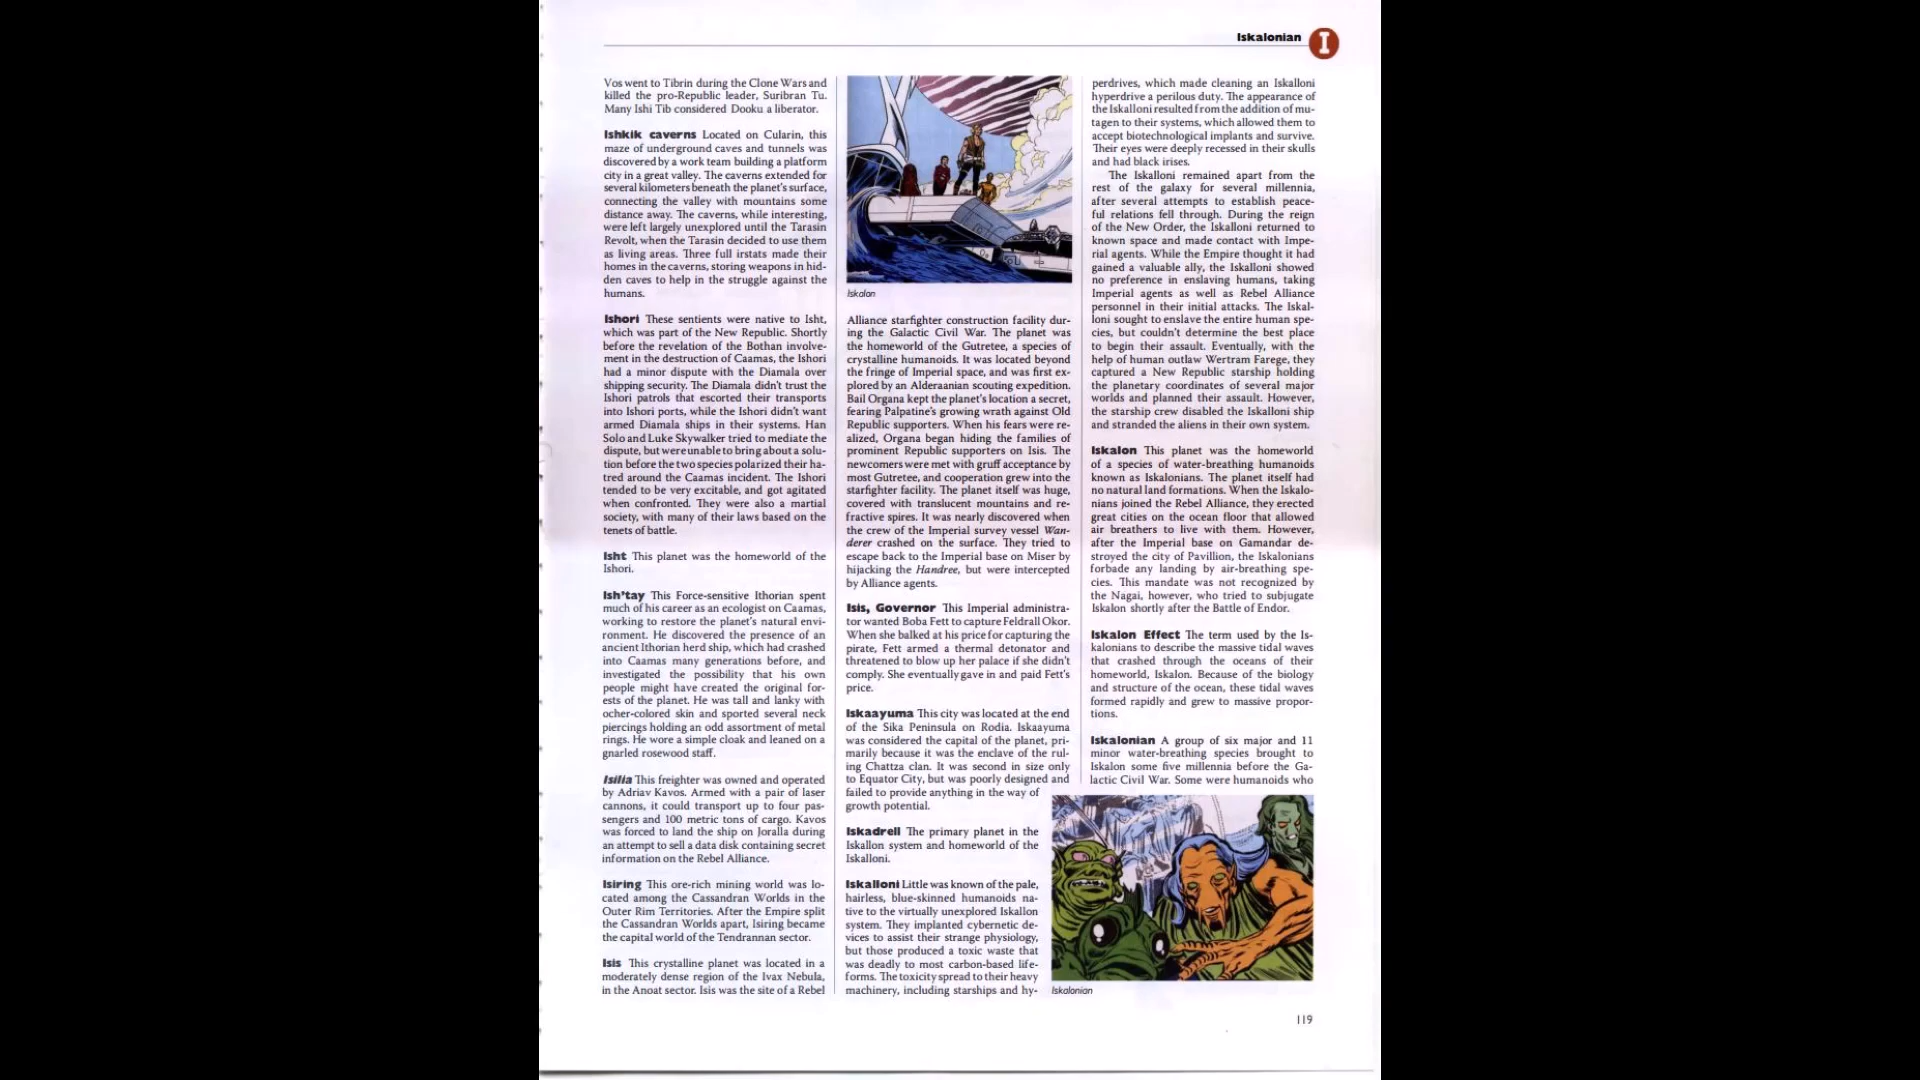 Iskalonian
I
Vos went to Tibrin during the Clone Wars and
killed the pro-Republic leader, Suribran Tu.
Many Ishi Tib considered Dooku a liberator.
Ishkik caverns Located on Cularin, this
maze of underground caves and tunnels was
discovered by a work team building a platform
city in a great valley. The caverns extended for
several kilometers beneath the planet's surface,
connecting the valley with mountains some
distance away. The caverns, while interesting,
were left largely unexplored until the Tarasin
Revolt, when the Tarasin decided to use them
as living areas. Three full irstats made their
homes in the caverns, storing weapons in hid-
den caves to help in the struggle against the
humans.
Ishori These sentients were native to Isht,
which was part of the New Republic. Shortly
before the revelation of the Bothan involve-
ment in the destruction of Caamas, the Ishori
had a minor dispute with the Diamala over
shipping security. The Diamala didn't trust the
Ishori patrols that escorted their transports
into Ishori ports, while the Ishori didn't want
armed Diamala ships in their systems. Han
Solo and Luke Skywalker tried to mediate the
dispute, but were unable to bring about a solu-
tion before the two species polarized their ha-
tred around the Caamas incident. The Ishori
tended to be very excitable, and got agitated
when confronted. They were also a martial
society, with many of their laws based on the
tenets of battle.
Isht This planet was the homeworld of the
Ishori.
Ish'tay This Force-sensitive Ithorian spent
much of his career as an ecologist on Caamas,
working to restore the planet's natural envi-
ronment. He discovered the presence of an
ancient Ithorian herd ship, which had crashed
into Caamas many generations before, and
investigated the possibility that his own
people might have created the original for-
ests of the planet. He was tall and lanky with
ocher-colored skin and sported several neck
piercings holding an odd assortment of metal
rings. He wore a simple cloak and leaned on a
gnarled rosewood staff.
Isilia This freighter was owned and operated
by Adriav Kavos. Armed with a pair of laser
cannons, it could transport up to four pas-
sengers and 100 metric tons of cargo. Kavos
was forced to land the ship on Joralla during
an attempt to sell a data disk containing secret
information on the Rebel Alliance.
Isiring This ore-rich mining world was lo-
cated among the Cassandran Worlds in the
Outer Rim Territories. After the Empire split
the Cassandran Worlds apart, Isiring became
the capital world of the Tendrannan sector.
Isis This crystalline planet was located in a
moderately dense region of the Ivax Nebula,
in the Anoat sector. Isis was the site of a Rebel
Iskalon
Alliance starfighter construction facility dur-
ing the Galactic Civil War. The planet was
the homeworld of the Gutretee, a species of
crystalline humanoids. It was located beyond
the fringe of Imperial space, and was first ex-
plored by an Alderaanian scouting expedition.
Bail Organa kept the planet's location a secret,
fearing Palpatine's growing wrath against Old
Republic supporters. When his fears were re-
alized, Organa began hiding the families of
prominent Republic supporters on Isis. The
newcomers were met with gruff acceptance by
most Gutretee, and cooperation grew into the
starfighter facility. The planet itself was huge,
covered with translucent mountains and re-
fractive spires. It was nearly discovered when
the crew of the Imperial survey vessel Wan-
derer crashed on the surface. They tried to
escape back to the Imperial base on Miser by
hijacking the Handree, but were intercepted
by Alliance agents.
Isis, Governor This Imperial administra-
tor wanted Boba Fett to capture Feldrall Okor.
When she balked at his price for capturing the
pirate, Fett armed a thermal detonator and
threatened to blow up her palace if she didn't
comply. She eventually gave in and paid Fett's
price.
Iskaayuma This city was located at the end
of the Sika Peninsula on Rodia. Iskaayuma
was considered the capital of the planet, pri-
marily because it was the enclave of the rul-
ing Chattza clan. It was second in size only
to Equator City, but was poorly designed and
failed to provide anything in the way of
growth potential.
Iskadrell The primary planet in the
Iskallon system and homeworld of the
Iskalloni.
Iskalloni Little was known of the pale,
hairless, blue-skinned humanoids na-
tive to the virtually unexplored Iskallon
system. They implanted cybernetic de-
vices to assist their strange physiology,
but those produced a toxic waste that
was deadly to most carbon-based life-
forms. The toxicity spread to their heavy
machinery, including starships and hy-
perdrives, which made cleaning an Iskalloni
hyperdrive a perilous duty. The appearance of
the Iskalloni resulted from the addition of mu-
tagen to their systems, which allowed them to
accept biotechnological implants and survive.
Their eyes were deeply recessed in their skulls
and had black irises.
The Iskalloni remained apart from the
rest of the galaxy for several millennia,
after several attempts to establish peace-
ful relations fell through. During the reign
of the New Order, the Iskalloni returned to
known space and made contact with Impe-
rial agents. While the Empire thought it had
gained a valuable ally, the Iskalloni showed
no preference in enslaving humans, taking
Imperial agents as well as Rebel Alliance
personnel in their initial attacks. The Iskal-
loni sought to enslave the entire human spe-
cies, but couldn't determine the best place
to begin their assault. Eventually, with the
help of human outlaw Wertram Farege, they
captured a New Republic starship holding
the planetary coordinates of several major
worlds and planned their assault. However,
the starship crew disabled the Iskalloni ship
and stranded the aliens in their own system.
Iskalon This planet was the homeworld
of a species of water-breathing humanoids
known as Iskalonians. The planet itself had
no natural land formations. When the Iskalo-
nians joined the Rebel Alliance, they erected
great cities on the ocean floor that allowed
air breathers to live with them. However,
after the Imperial base on Gamandar de-
stroyed the city of Pavillion, the Iskalonians
forbade any landing by air-breathing spe-
cies. This mandate was not recognized by
the Nagai, however, who tried to subjugate
Iskalon shortly after the Battle of Endor.
Iskalon Effect The term used by the Is-
kalonians to describe the massive tidal waves
that crashed through the oceans of their
homeworld, Iskalon. Because of the biology
and structure of the ocean, these tidal waves
formed rapidly and grew to massive propor-
tions.
Iskalonian A group of six major and 11
minor water-breathing species brought to
Iskalon some five millennia before the Ga-
lactic Civil War. Some were humanoids who
Iskalonian
119